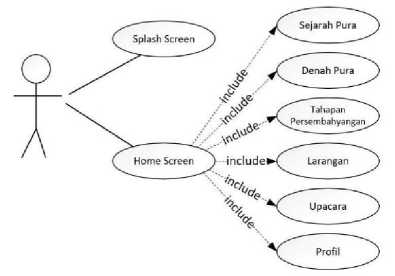 Sejarah Pura
Splash Screen
Denah Pura
include
include
Tahapan
Persembahyangan
include
Home Screen
include
Larangan
include
Upacara
include
Profil